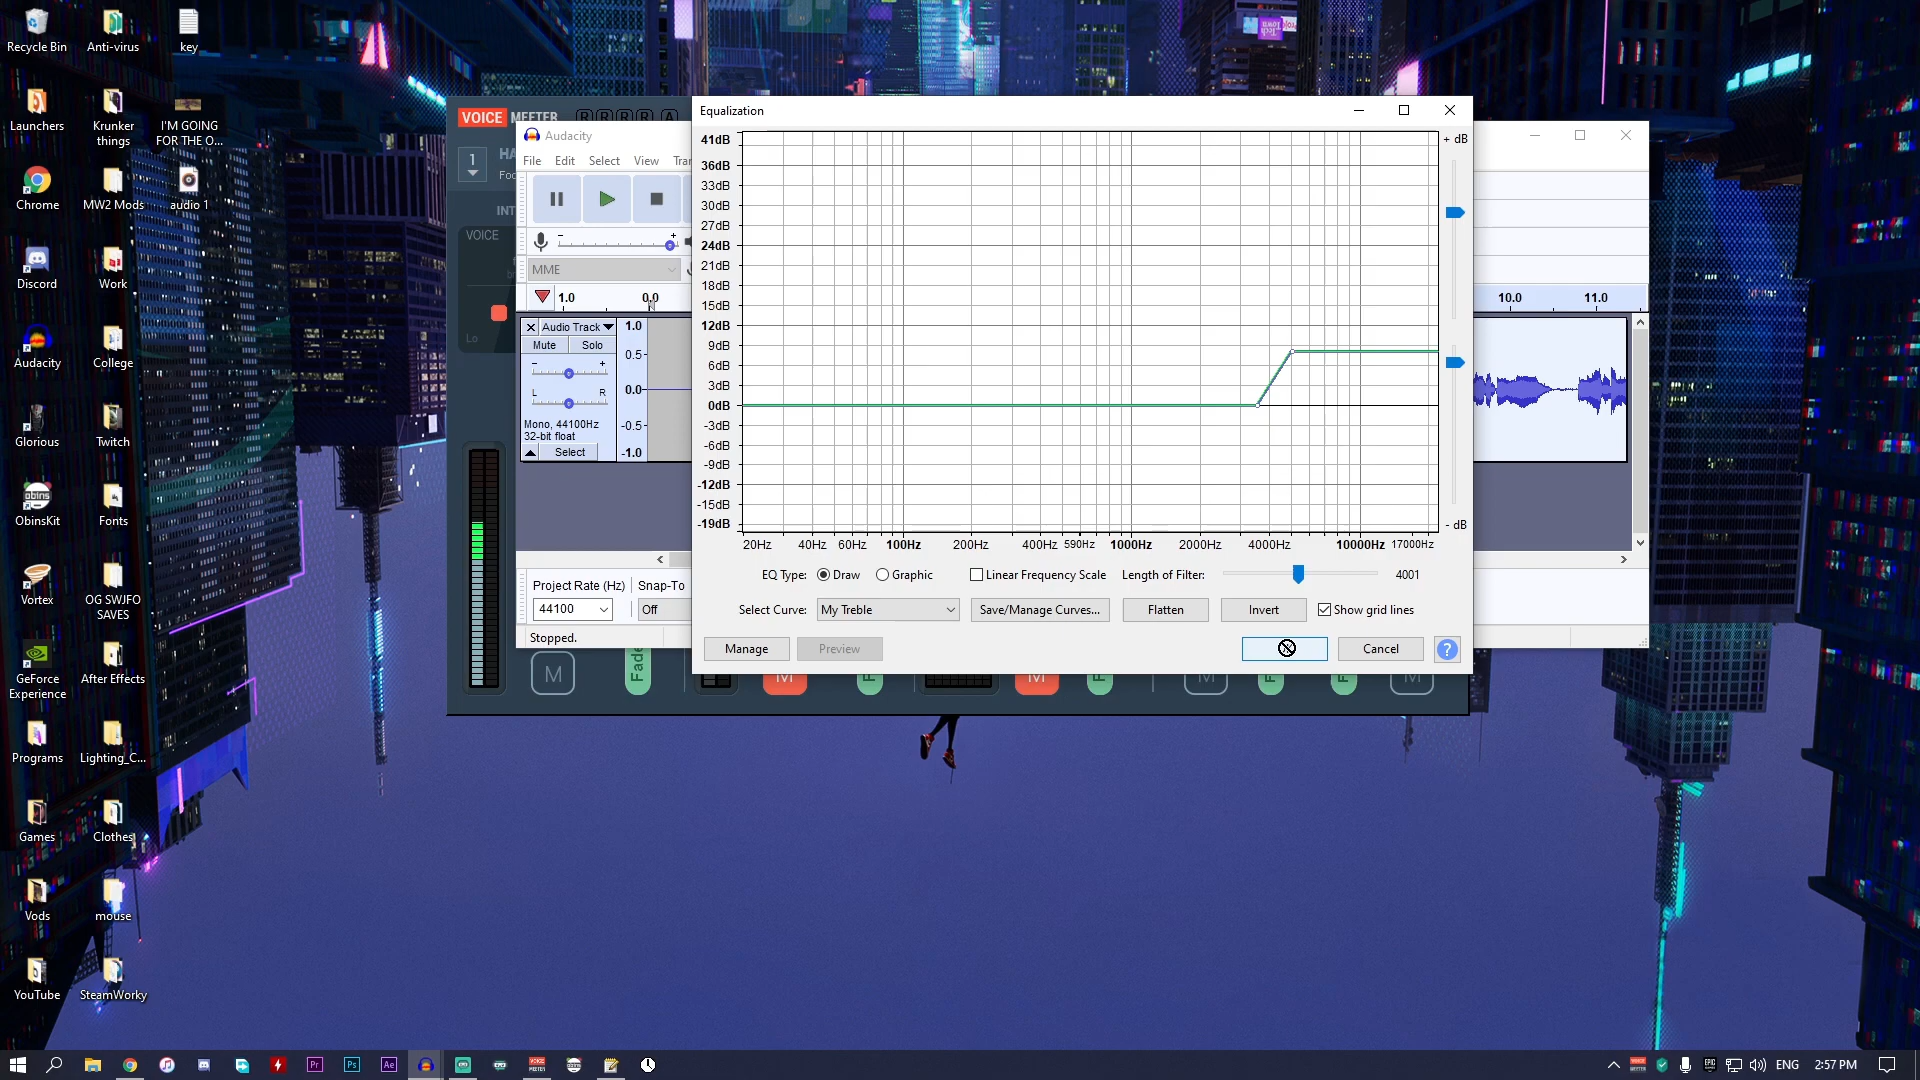 Recycle Bin
Anti-virus
key
Launchers
Krunker things
I'M GOING FOR THE O...
Chrome
MW2 Mods
audio 1
Discord
Work
Audacity
College
Glorious
Twitch
ObinsKit
Fonts
Vortex
OG SWJFO SAVES
GeForce Experience
After Effects
Programs
Lighting_C...
Games
Clothes
Vods
mouse
YouTube
SteamWorky
VOICE MEETER
1
VOICE
Lo
Audacity
File Edit Select View
MME
1.0 0.0
10.0 11.0
Audio Track
Mute Solo
- +
L R
Mono, 44100Hz
32-bit float
Select
1.0
0.5-
0.0
-0.5-
-1.0
Project Rate (Hz) Snap-To
44100 Off
Stopped.
M
Fade
Equalization
41dB
36dB
33dB
30dB
27dB
24dB
21dB
18dB
15dB
12dB
9dB
6dB
3dB
0dB
-3dB
-6dB
-9dB
-12dB
-15dB
-19dB
+ dB
- dB
20Hz 40Hz 60Hz 100Hz 200Hz 400Hz 590Hz 1000Hz 2000Hz 4000Hz 10000Hz 17000Hz
EQ Type: Draw Graphic Linear Frequency Scale Length of Filter: 4001
Select Curve: My Treble Save/Manage Curves... Flatten Invert Show grid lines
Manage Preview Cancel ?
Pr Ps Ae
ENG 2:57 PM